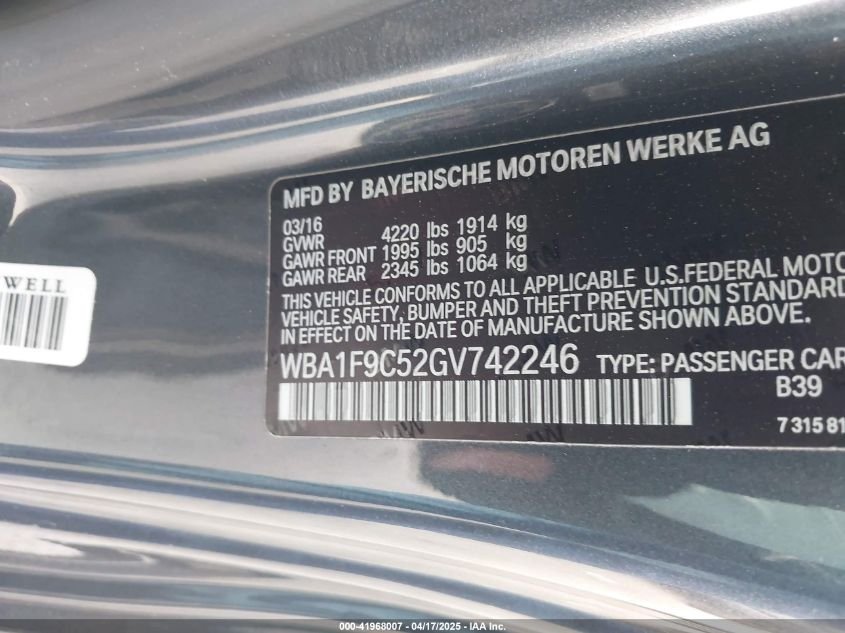 MFD BY BAYERISCHE MOTOREN WERKE AG
03/16
GVWR 4220 lbs 1914 kg
GAWR FRONT 1995 lbs 905 kg
GAWR REAR 2345 lbs 1064 kg
THIS VEHICLE CONFORMS TO ALL APPLICABLE U.S.FEDERAL MOTO
VEHICLE SAFETY, BUMPER AND THEFT PREVENTION STANDARD
IN EFFECT ON THE DATE OF MANUFACTURE SHOWN ABOVE.
WBA1F9C52GV742246 TYPE: PASSENGER CAR
B39
7 315 81
WELL
000-41968007 - 04/17/2025 - IAA Inc.